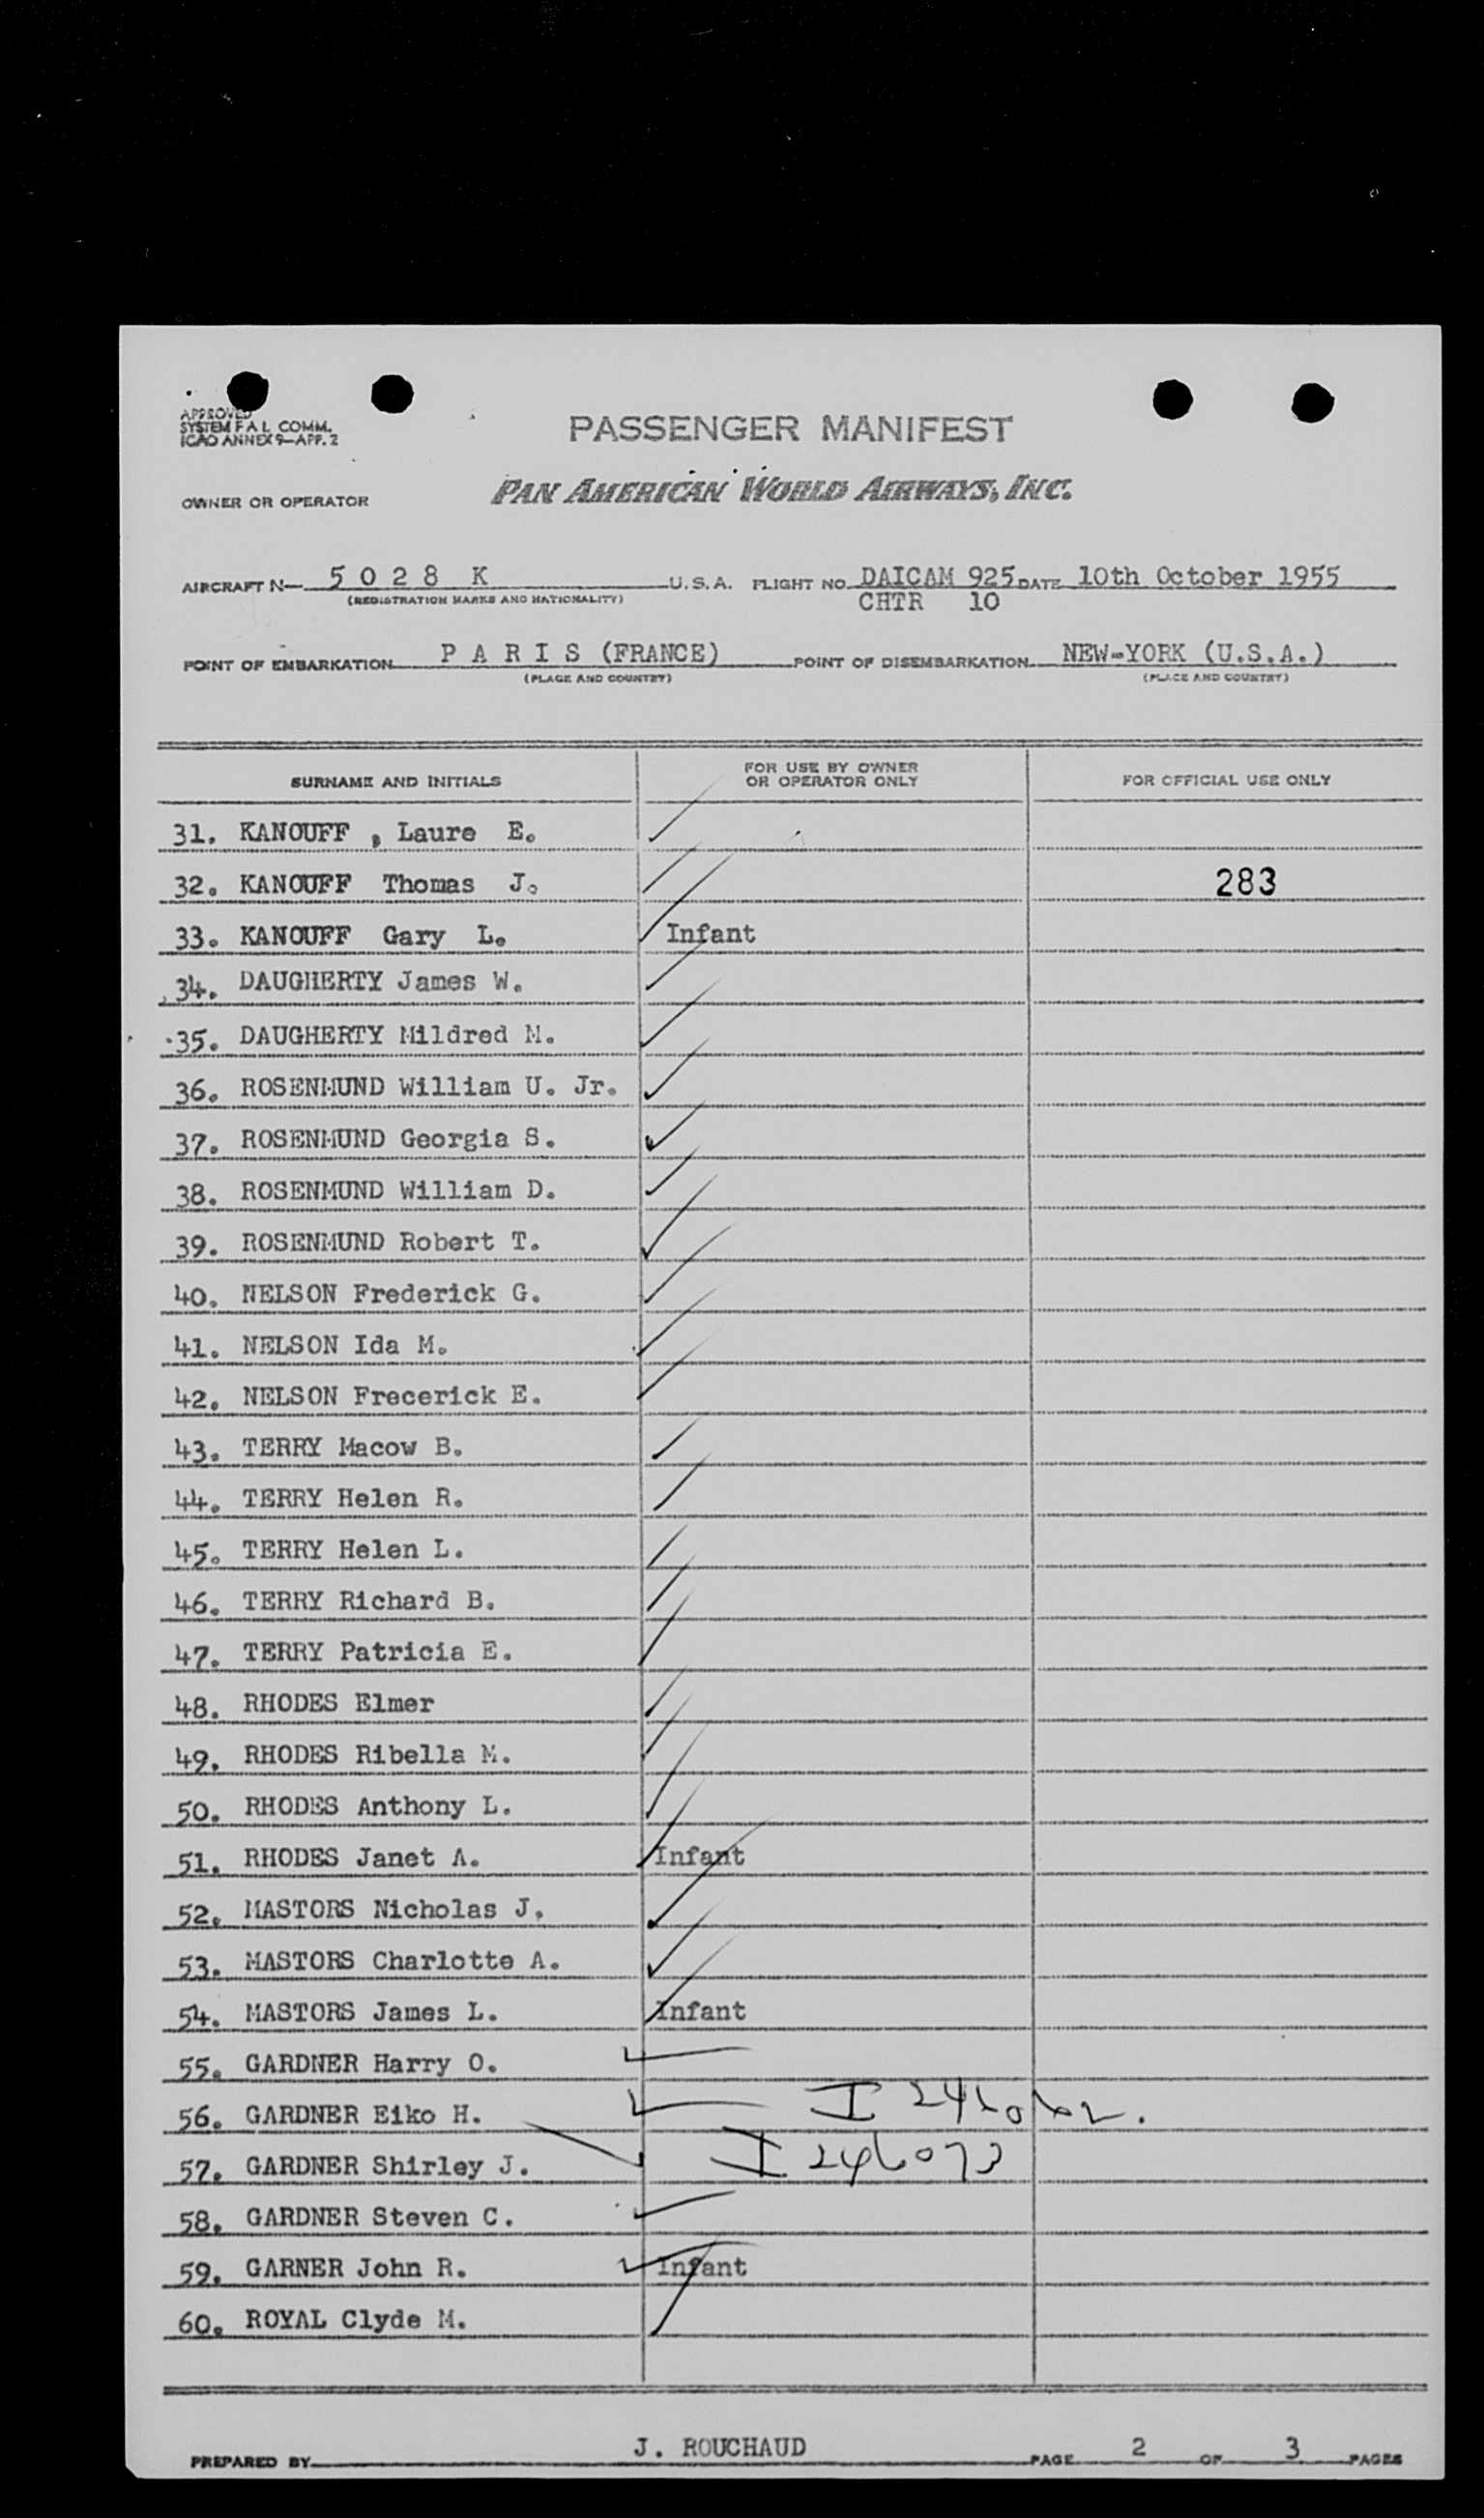 APPROVED
SYSTEM F A L COMM.
ICAO ANNEX 9—APP. 2
PASSENGER MANIFEST
OWNER OR OPERATOR PAN AMERICAN WORLD AIRWAYS, INC.
AIRCRAFT N— 5 0 2 8 K U.S.A. FLIGHT NO. DAICAM 925 DATE 10th October 1955
(REGISTRATION MARKS AND NATIONALITY) CHTR 10
POINT OF EMBARKATION P A R I S (FRANCE) POINT OF DISEMBARKATION NEW-YORK (U.S.A.)
(PLACE AND COUNTRY) (PLACE AND COUNTRY)
SURNAME AND INITIALS FOR USE BY OWNER OR OPERATOR ONLY FOR OFFICIAL USE ONLY
31. KANOUFF , Laure E.
32. KANOUFF Thomas J. 283
33. KANOUFF Gary L. Infant
34. DAUGHERTY James W.
35. DAUGHERTY Mildred M.
36. ROSENMUND William U. Jr.
37. ROSENMUND Georgia S.
38. ROSENMUND William D.
39. ROSENMUND Robert T.
40. NELSON Frederick G.
41. NELSON Ida M.
42. NELSON Frecerick E.
43. TERRY Macow B.
44. TERRY Helen R.
45. TERRY Helen L.
46. TERRY Richard B.
47. TERRY Patricia E.
48. RHODES Elmer
49. RHODES Ribella M.
50. RHODES Anthony L.
51. RHODES Janet A. Infant
52. MASTORS Nicholas J.
53. MASTORS Charlotte A.
54. MASTORS James L. Infant
55. GARDNER Harry O.
56. GARDNER Eiko H. I
57. GARDNER Shirley J. I 246073
58. GARDNER Steven C.
59. GARNER John R. Infant
60. ROYAL Clyde M.
PREPARED BY J. ROUCHAUD PAGE 2 OF 3 PAGES